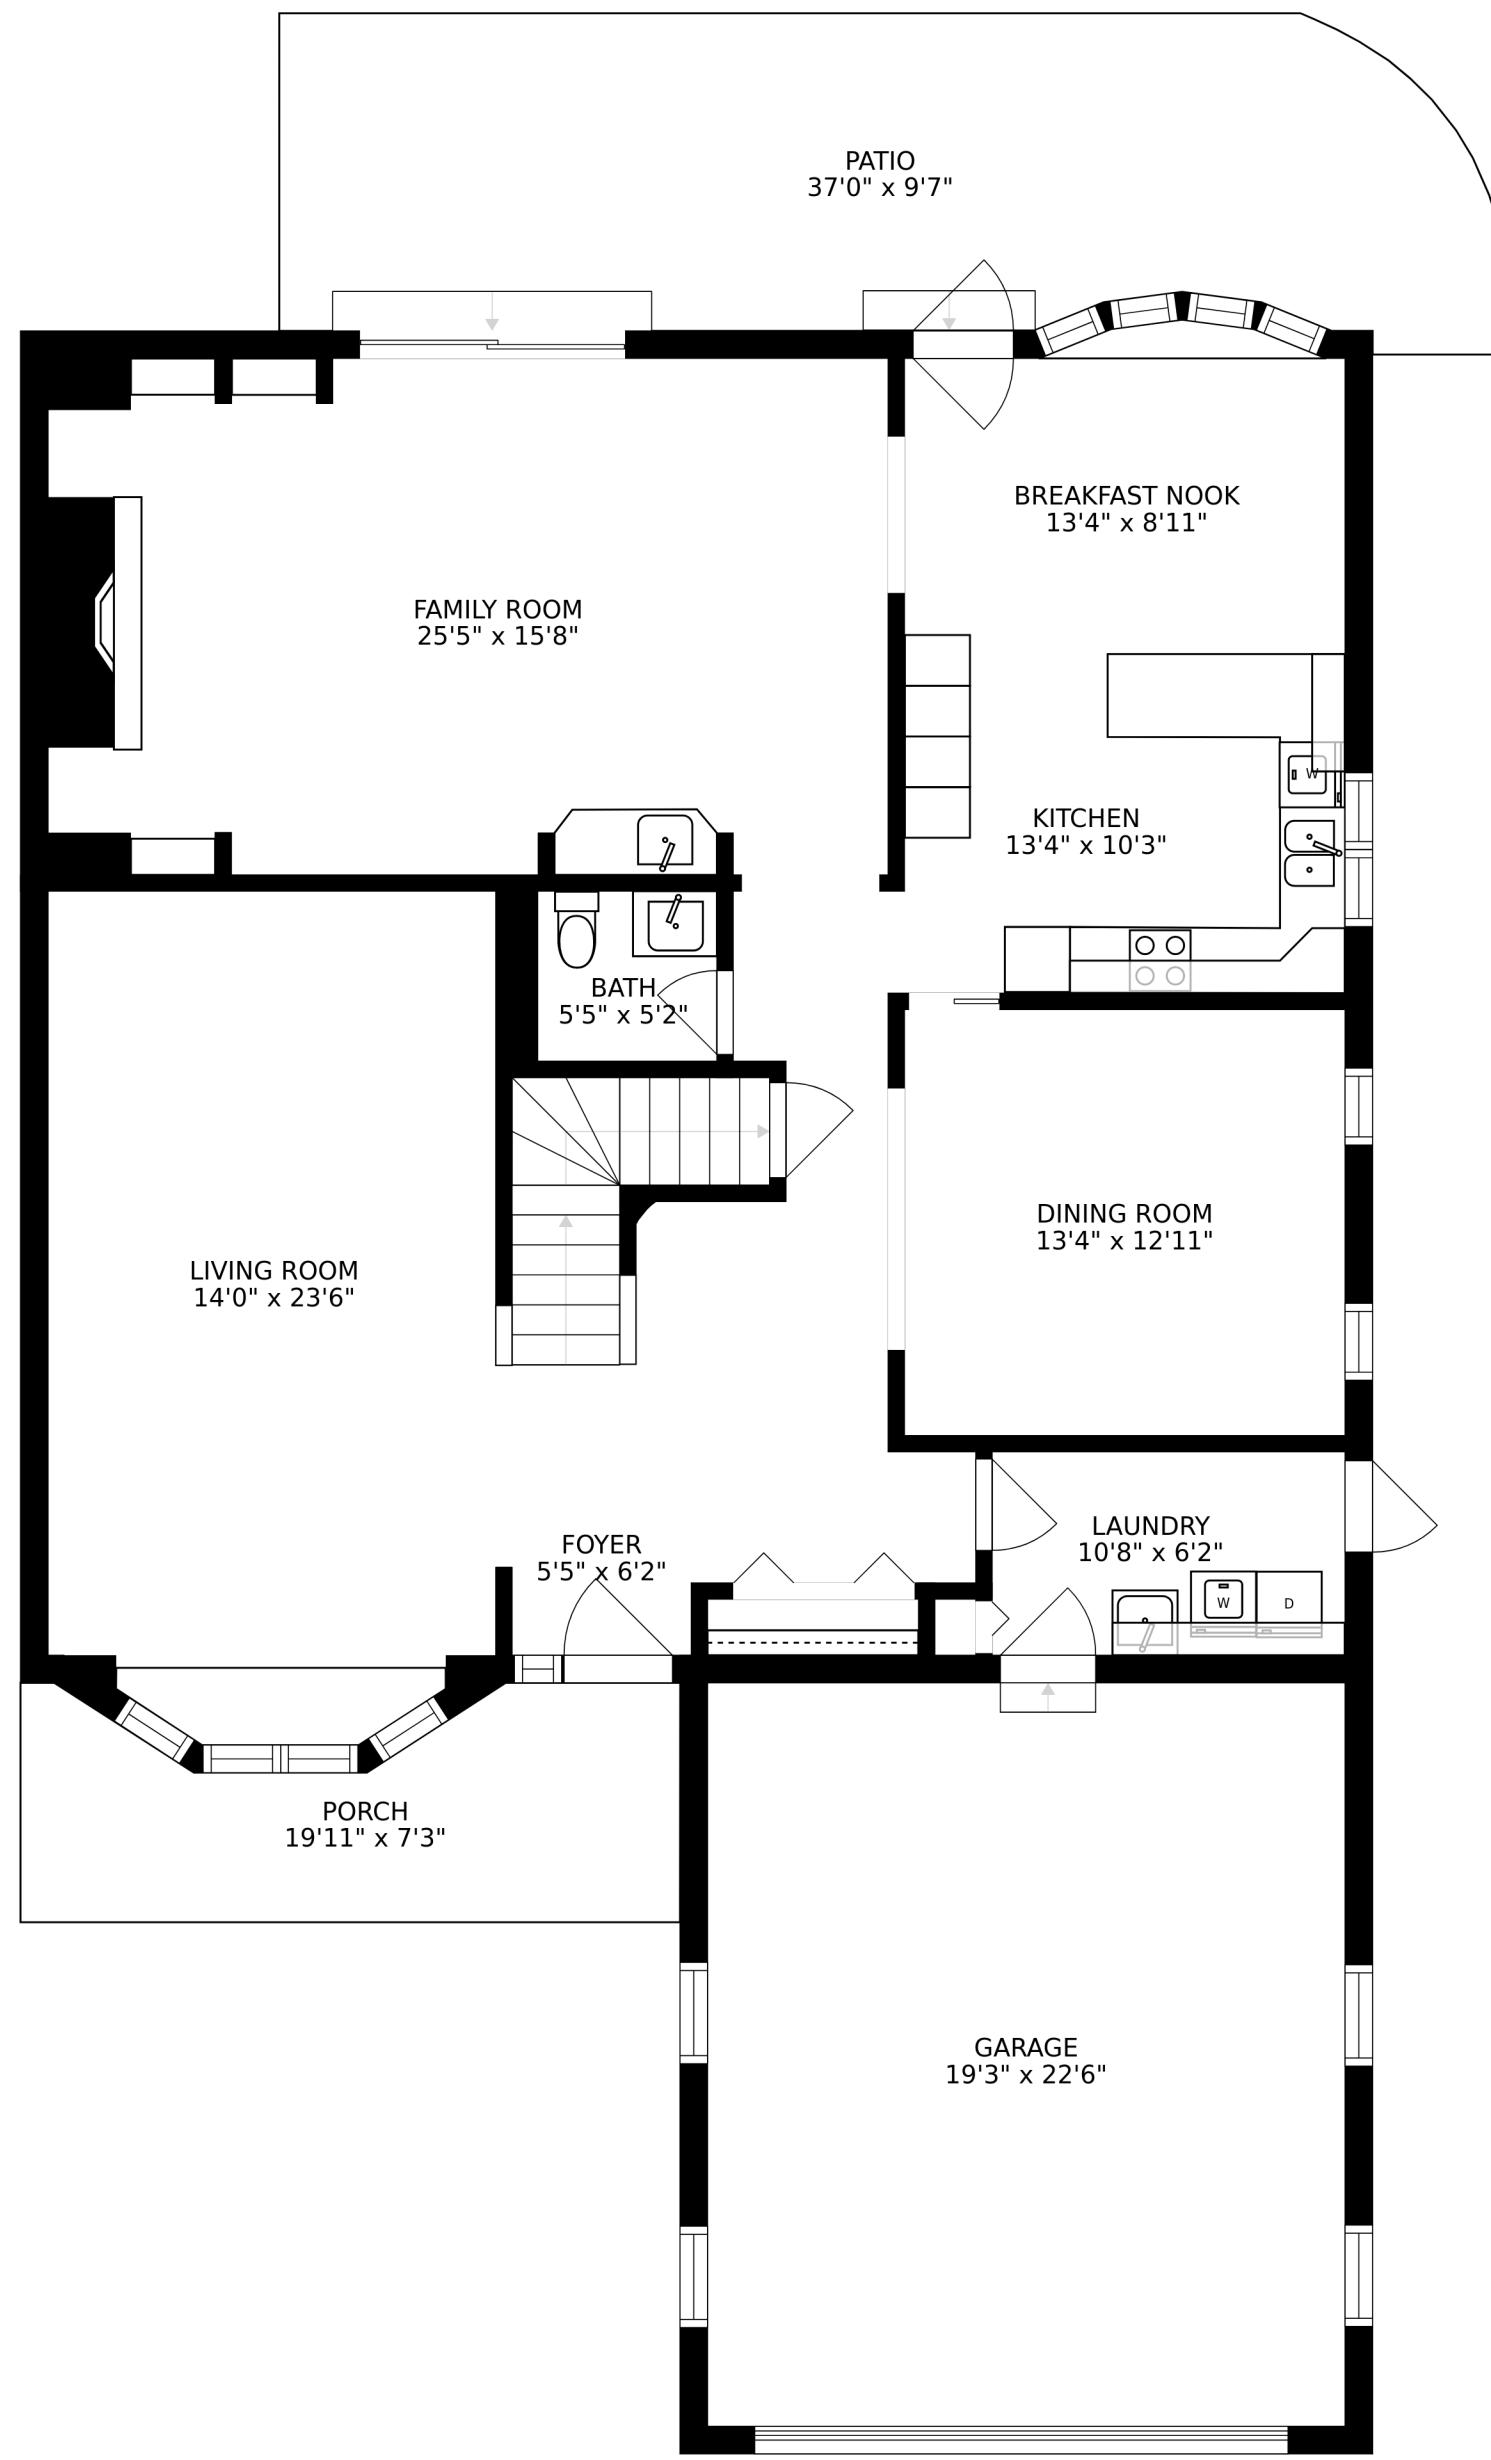 PATIO
37'0" x 9'7"
BREAKFAST NOOK
13'4" x 8'11"
FAMILY ROOM
25'5" x 15'8"
W
KITCHEN
13'4" x 10'3"
BATH
5'5" x 5'2"
DINING ROOM
13'4" x 12'11"
LIVING ROOM
14'0" x 23'6"
LAUNDRY
10'8" x 6'2"
FOYER
5'5" x 6'2"
W
D
PORCH
19'11" x 7'3"
GARAGE
19'3" x 22'6"